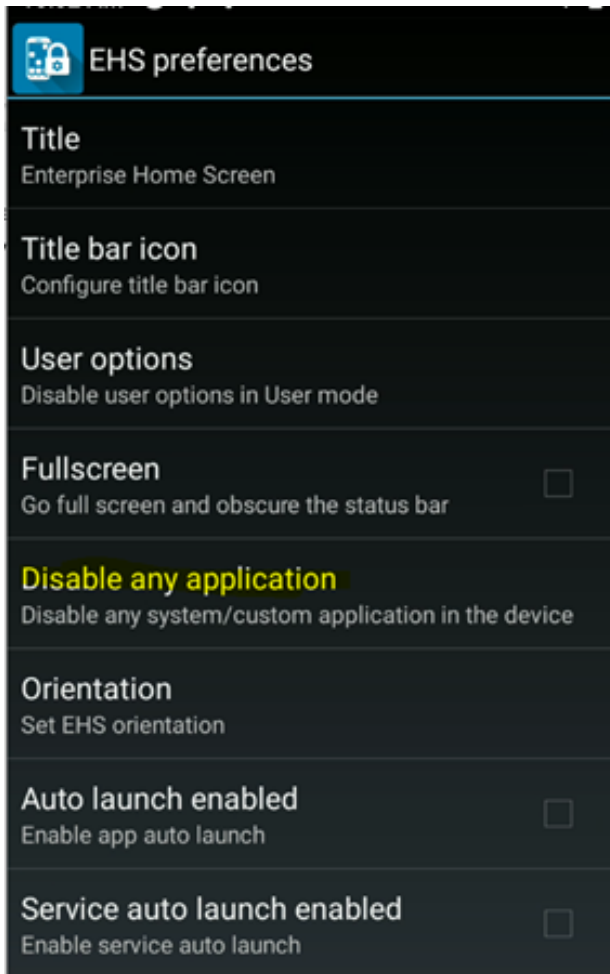 EHS preferences
Title
Enterprise Home Screen
Title bar icon
Configure title bar icon
User options
Disable user options in User mode
Fullscreen
Go full screen and obscure the status bar
Disable any application
Disable any system/custom application in the device
Orientation
Set EHS orientation
Auto launch enabled
Enable app auto launch
Service auto launch enabled
Enable service auto launch